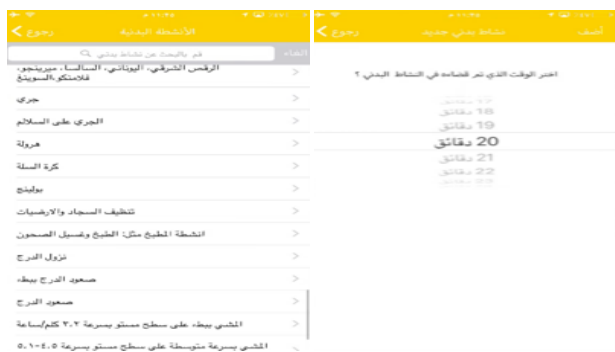 الأنشطة البدنية
رجوع
قم بالبحث عن نشاط بدني
الغاء
الرقص الشرقي، اليوناني، السالسا، ميرينجو،
فلامنكو،السوينغ
جري
الجري على السلالم
هرولة
كرة السلة
بولينج
تنظيف السجاد والارضيات
انشطة المطبخ مثل: الطبخ وغسيل الصحون
نزول الدرج
صعود الدرج ببطء
صعود الدرج
المشي ببطء على سطح مستو بسرعة ٣.٢ كلم/ساعة
المشي بسرعة متوسطة على سطح مستو بسرعة ٤.٥-٥.١
أضف
نشاط بدني جديد
رجوع
اختر الوقت الذي تم قضاءه في النشاط البدني ؟
18 دقائق
19 دقائق
20 دقائق
21 دقائق
22 دقائق